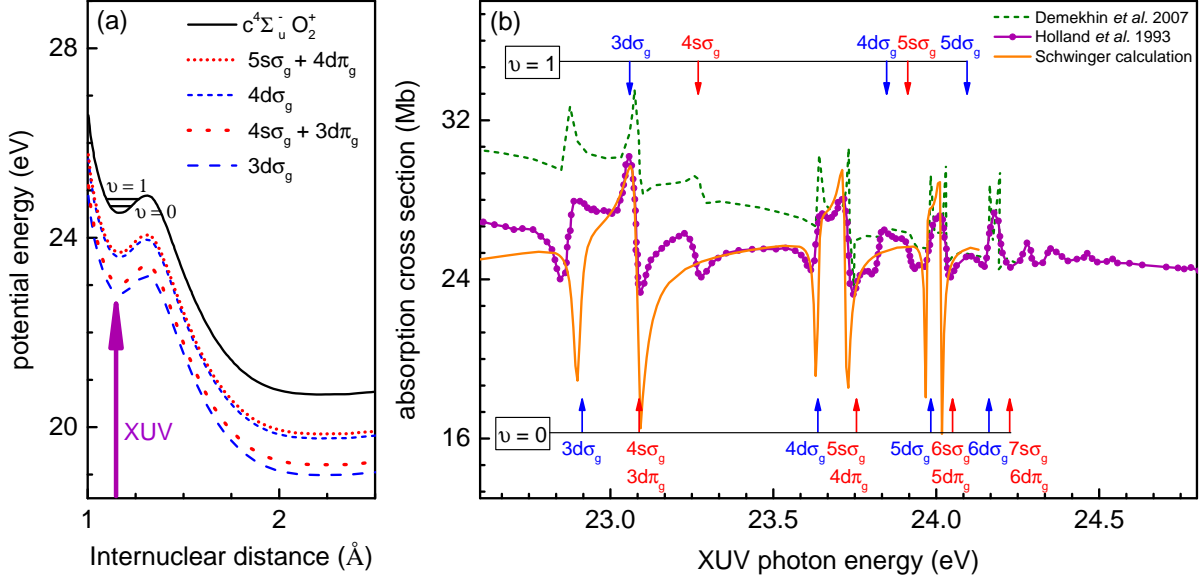 (a)
c⁴Σᵤ⁻ O₂⁺
5sσg + 4dπg
4dσg
4sσg + 3dπg
3dσg
υ = 1
υ = 0
XUV
28
24
20
potential energy (eV)
1
2
Internuclear distance (Å)
(b)
Demekhin et al. 2007
Holland et al. 1993
Schwinger calculation
3dσg 4sσg 4dσg 5sσg 5dσg
υ = 1
32
24
16
absorption cross section (Mb)
υ = 0
3dσg 4sσg 4dσg 5sσg 5dσg 6sσg 6dσg 7sσg
3dπg 4dπg 5dπg 6dπg
23.0 23.5 24.0 24.5
XUV photon energy (eV)